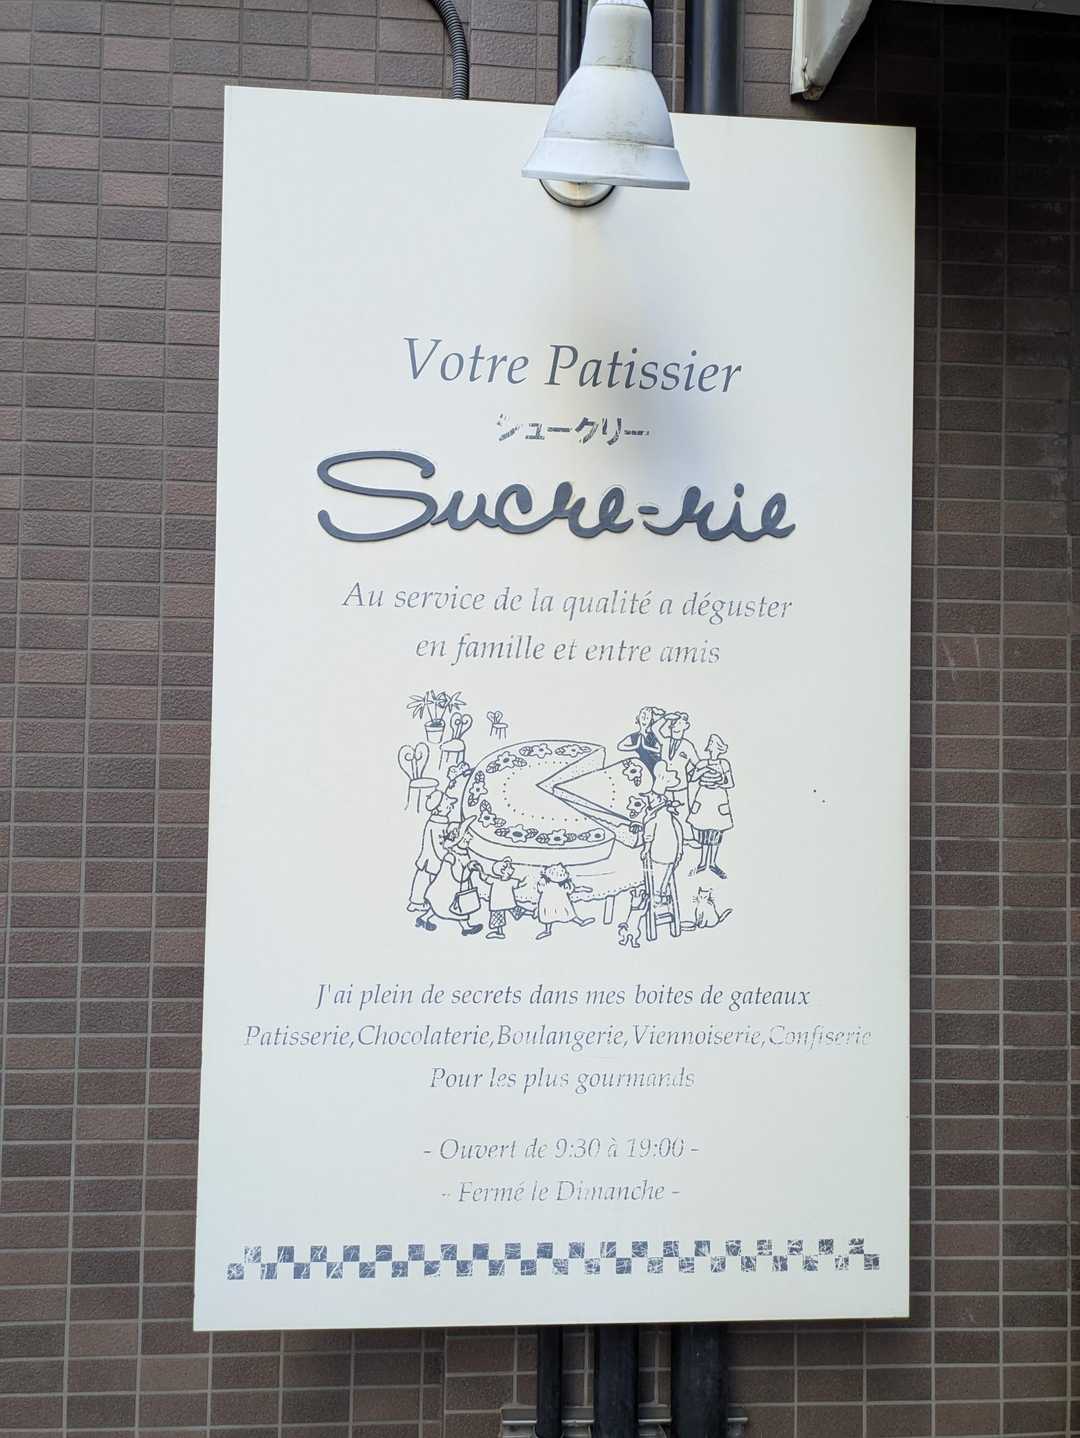 Votre Patissier
シュークリー
Sucre-rie
Au service de la qualité a déguster
en famille et entre amis
J'ai plein de secrets dans mes boites de gateaux
Patisserie,Chocolaterie,Boulangerie,Viennoiserie,Confiserie
Pour les plus gourmands
- Ouvert de 9:30 à 19:00 -
- Fermé le Dimanche -